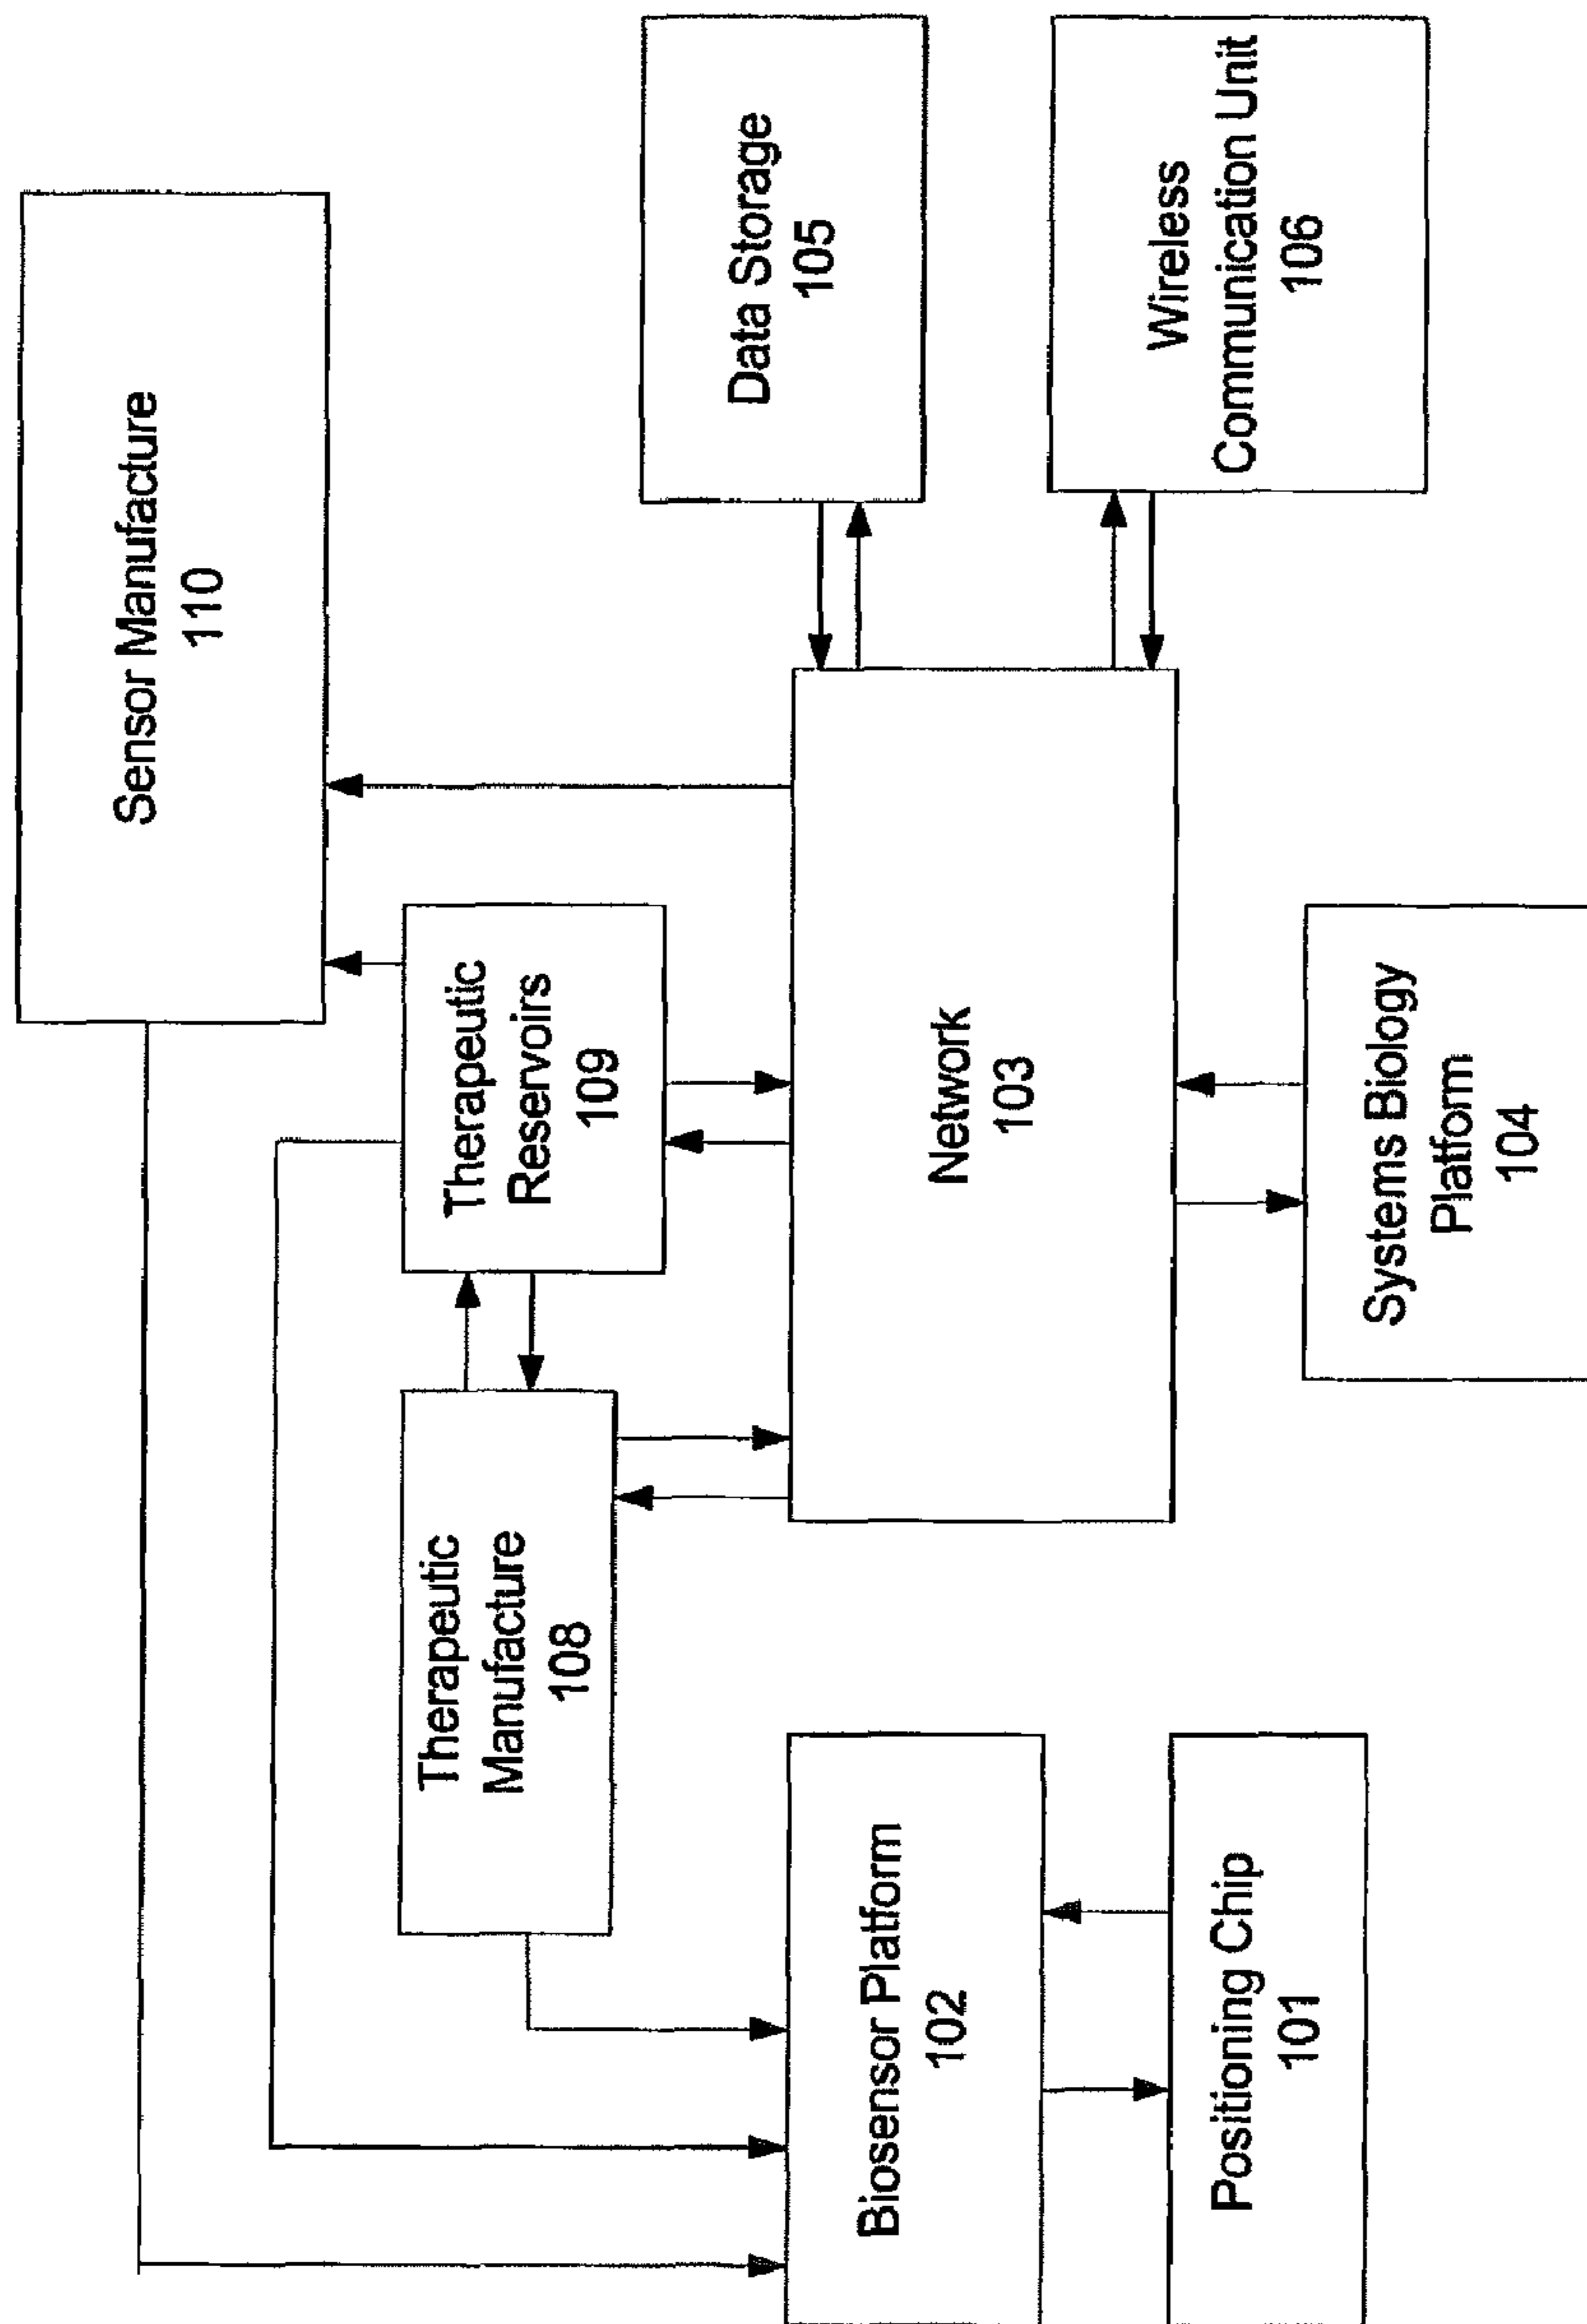 Sensor Manufacture
110
Therapeutic
Reservoirs
109
Therapeutic
Manufacture
108
Data Storage
105
Wireless
Communication Unit
106
Network
103
Biosensor Platform
102
Positioning Chip
101
Systems Biology
Platform
104